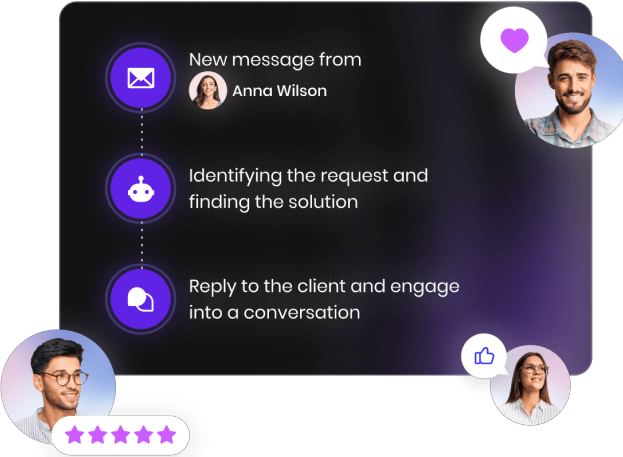 New message from
Anna Wilson
Identifying the request and
finding the solution
Reply to the client and engage
into a conversation